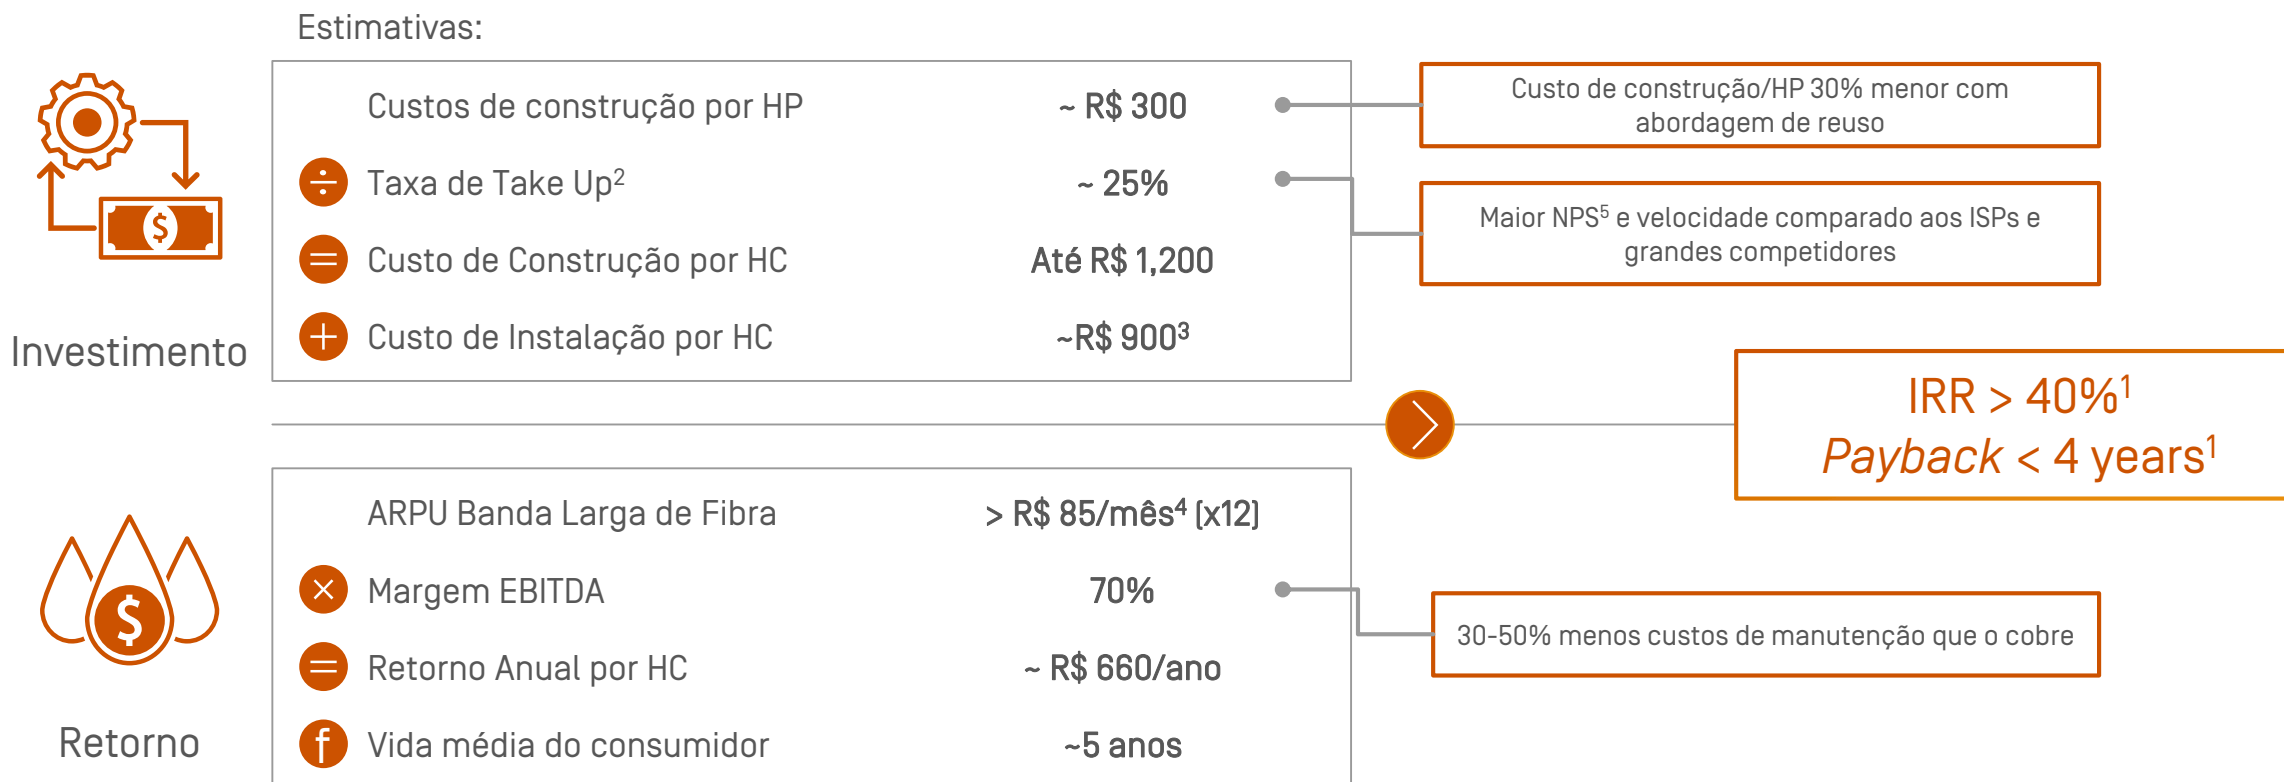 Estimativas:
Custos de construção por HP ~ R$ 300
÷ Taxa de Take Up² ~ 25%
= Custo de Construção por HC Até R$ 1,200
+ Custo de Instalação por HC ~R$ 900³
Investimento
Custo de construção/HP 30% menor com
abordagem de reuso
Maior NPS⁵ e velocidade comparado aos ISPs e
grandes competidores
IRR > 40%¹
Payback < 4 years¹
ARPU Banda Larga de Fibra > R$ 85/mês⁴ (x12)
× Margem EBITDA 70%
= Retorno Anual por HC ~ R$ 660/ano
f Vida média do consumidor ~5 anos
Retorno
30-50% menos custos de manutenção que o cobre